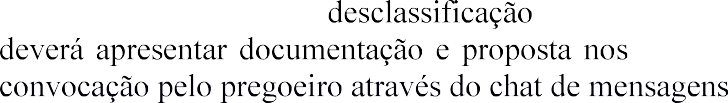 desclassificação
deverá apresentar documentação e proposta nos
convocação pelo pregoeiro através do chat de mensagens